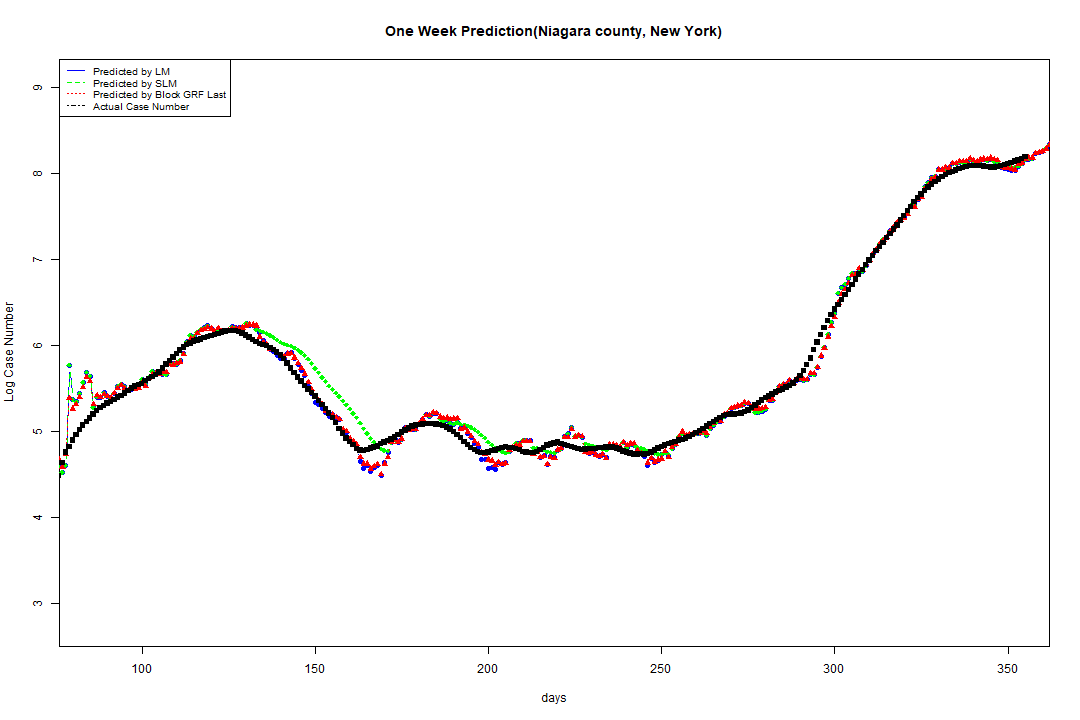 One Week Prediction(Niagara county, New York)
Predicted by LM
Predicted by SLM
Predicted by Block GRF Last
Actual Case Number
9
8
7
6
5
4
3
Log Case Number
100 150 200 250 300 350
days